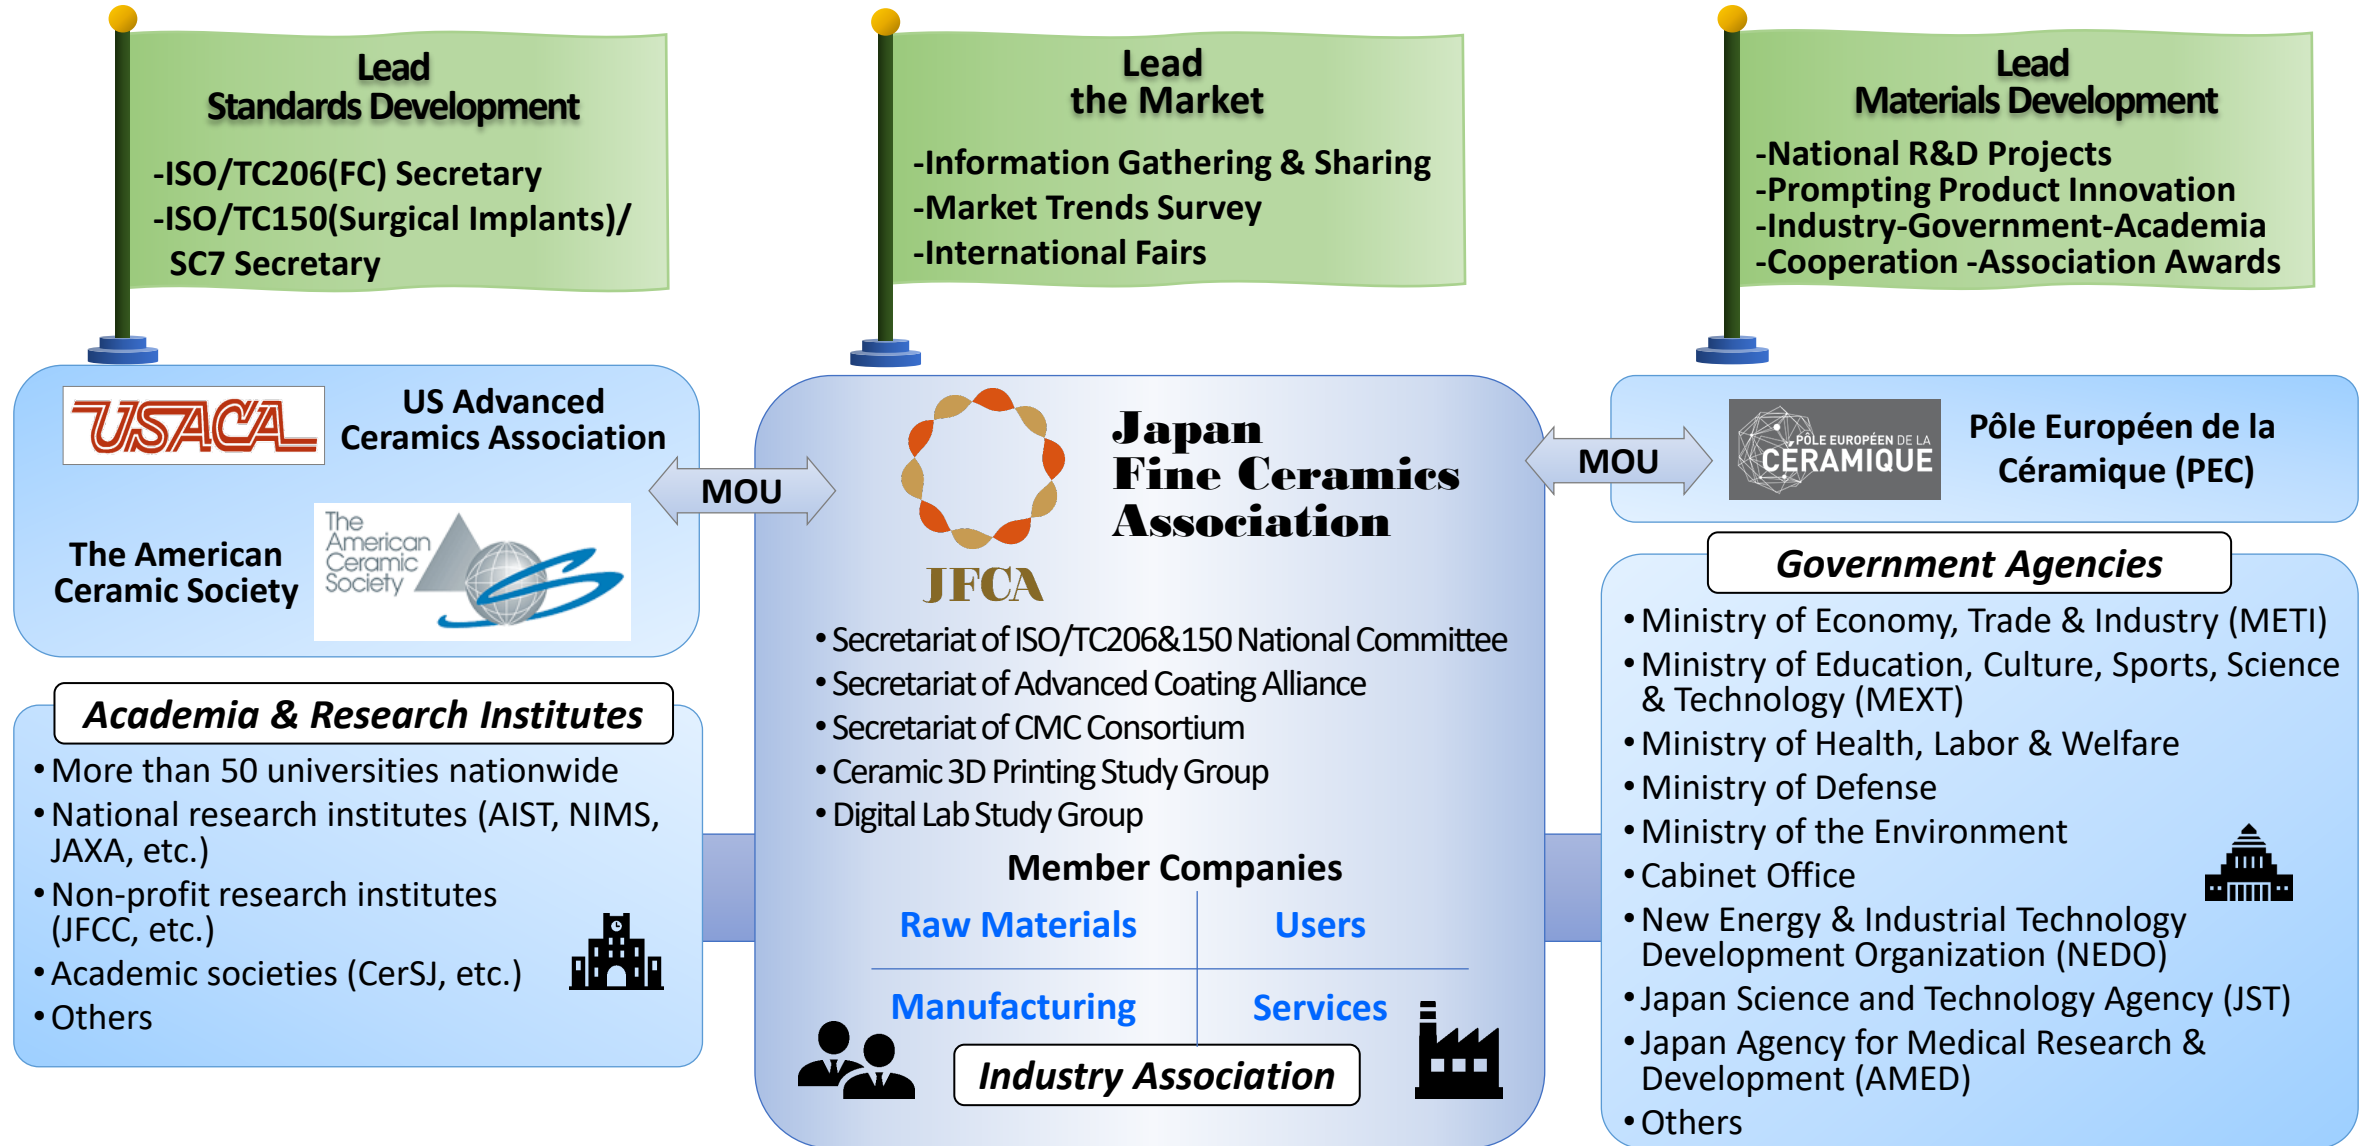 Lead
Standards Development
-ISO/TC206(FC) Secretary
-ISO/TC150(Surgical Implants)/
SC7 Secretary
Lead
the Market
-Information Gathering & Sharing
-Market Trends Survey
-International Fairs
Lead
Materials Development
-National R&D Projects
-Prompting Product Innovation
-Industry-Government-Academia
-Cooperation -Association Awards
USACA
US Advanced
Ceramics Association
The American
Ceramic Society
The
American
Ceramic
Society
MOU
Japan
Fine Ceramics
Association
JFCA
MOU
PÔLE EUROPÉEN DE LA
CÉRAMIQUE
Pôle Européen de la
Céramique (PEC)
Academia & Research Institutes
•More than 50 universities nationwide
•National research institutes (AIST, NIMS,
JAXA, etc.)
•Non-profit research institutes
(JFCC, etc.)
•Academic societies (CerSJ, etc.)
•Others
•Secretariat of ISO/TC206&150 National Committee
•Secretariat of Advanced Coating Alliance
•Secretariat of CMC Consortium
•Ceramic 3D Printing Study Group
•Digital Lab Study Group
Member Companies
Raw Materials
Users
Manufacturing
Services
Industry Association
Government Agencies
•Ministry of Economy, Trade & Industry (METI)
•Ministry of Education, Culture, Sports, Science
& Technology (MEXT)
•Ministry of Health, Labor & Welfare
•Ministry of Defense
•Ministry of the Environment
•Cabinet Office
•New Energy & Industrial Technology
Development Organization (NEDO)
•Japan Science and Technology Agency (JST)
•Japan Agency for Medical Research &
Development (AMED)
•Others